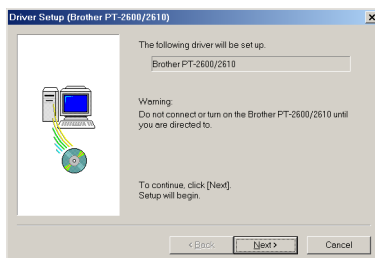 Driver Setup (Brother PT-2600/2610)
The following driver will be set up.
Brother PT-2600/2610
Warning:
Do not connect or turn on the Brother PT-2600/2610 until
you are directed to.
To continue, click [Next].
Setup will begin.
< Back
Next >
Cancel